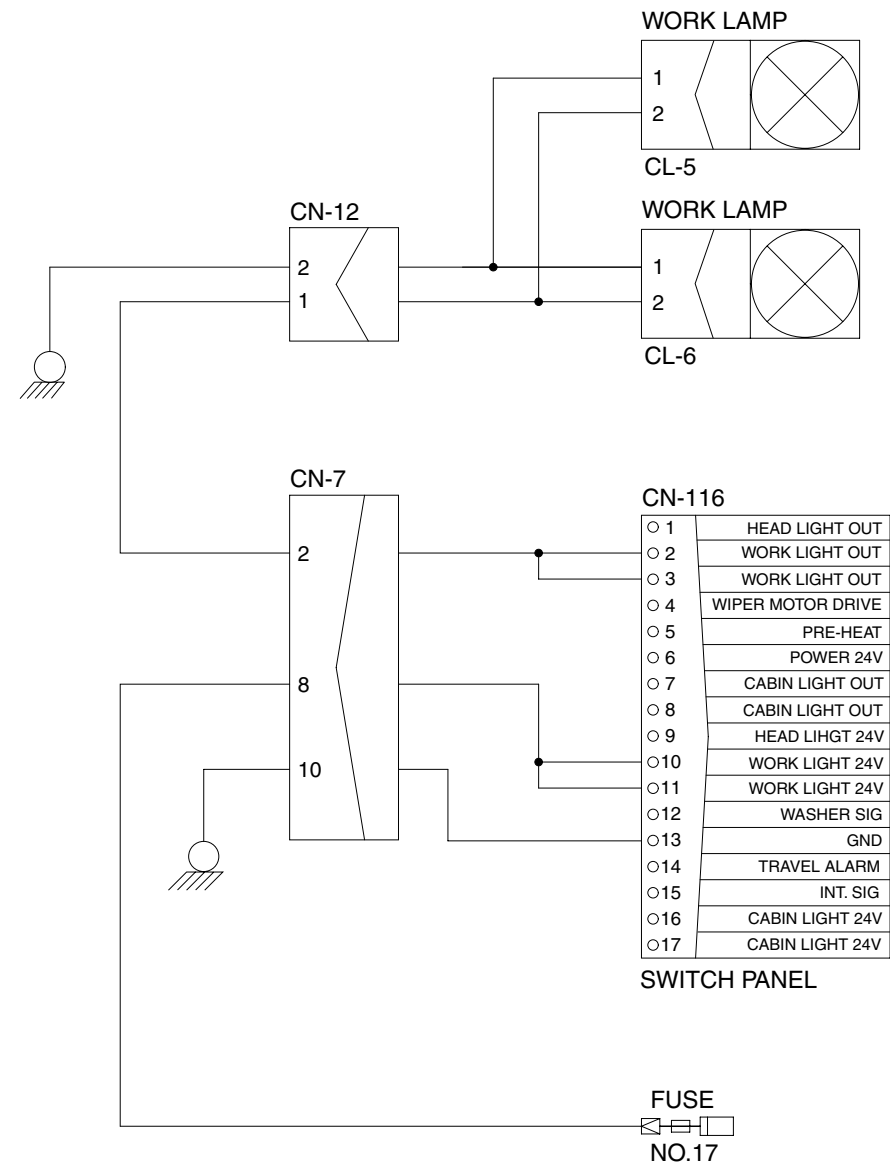 WORK LAMP
1
2
CL-5
WORK LAMP
CN-12
2
1
1
2
CL-6
CN-7
2
8
10
CN-116
1 HEAD LIGHT OUT
2 WORK LIGHT OUT
3 WORK LIGHT OUT
4 WIPER MOTOR DRIVE
5 PRE-HEAT
6 POWER 24V
7 CABIN LIGHT OUT
8 CABIN LIGHT OUT
9 HEAD LIHGT 24V
10 WORK LIGHT 24V
11 WORK LIGHT 24V
12 WASHER SIG
13 GND
14 TRAVEL ALARM
15 INT. SIG
16 CABIN LIGHT 24V
17 CABIN LIGHT 24V
SWITCH PANEL
FUSE
NO.17